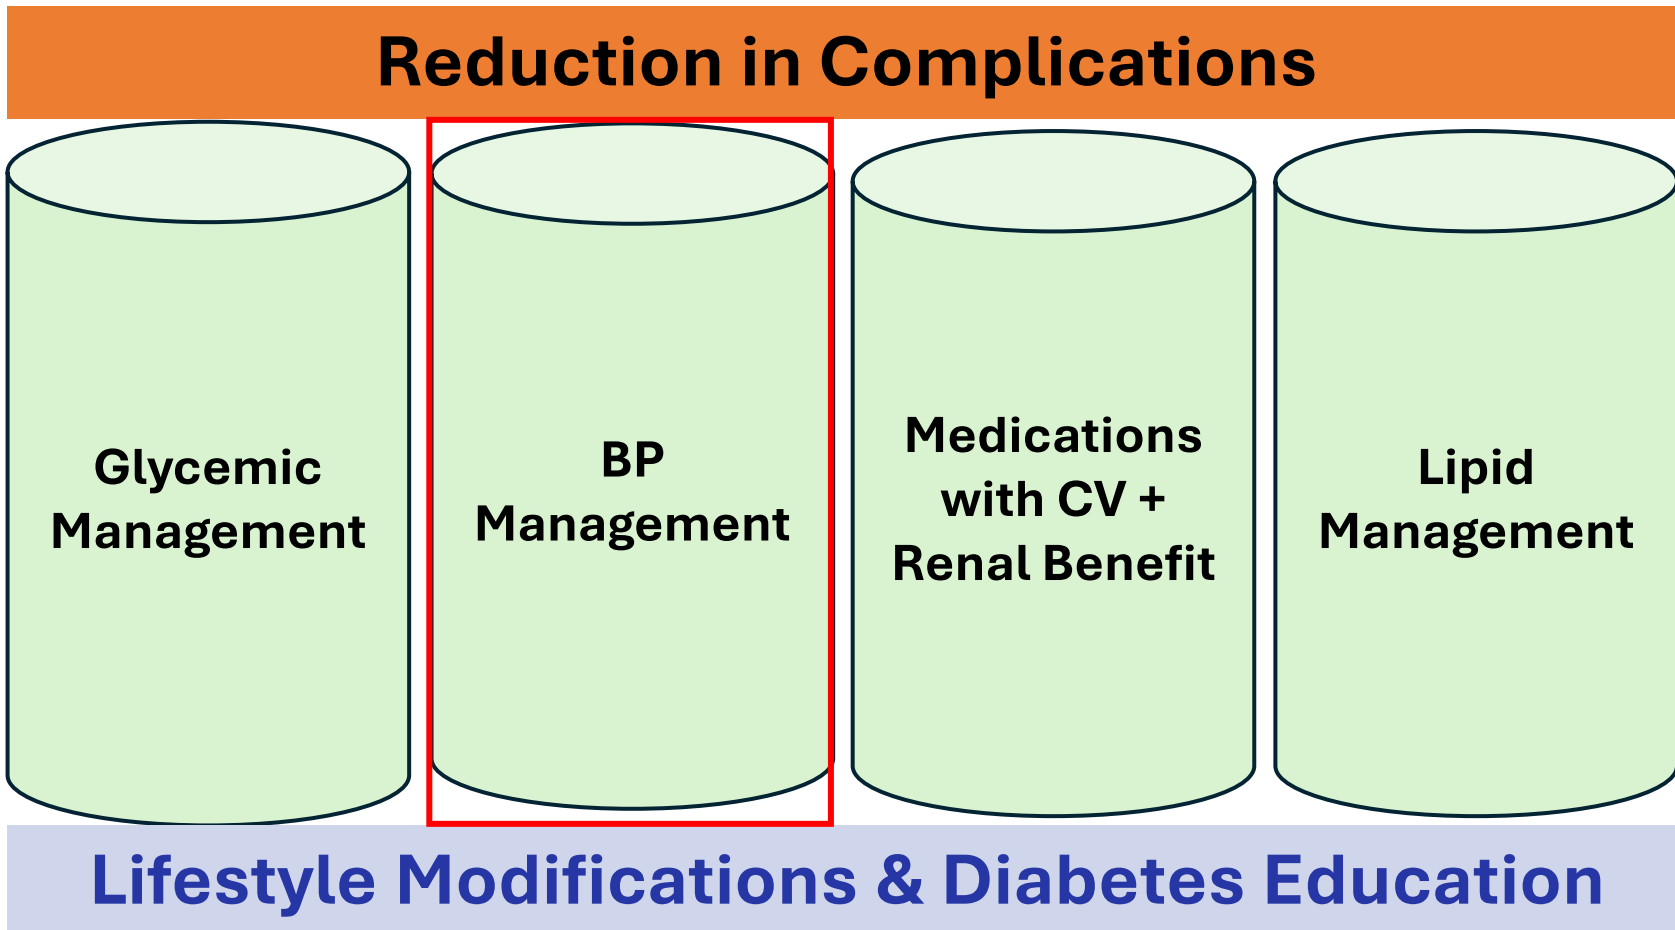 Reduction in Complications
Glycemic
Management
BP
Management
Medications
with CV +
Renal Benefit
Lipid
Management
Lifestyle Modifications & Diabetes Education